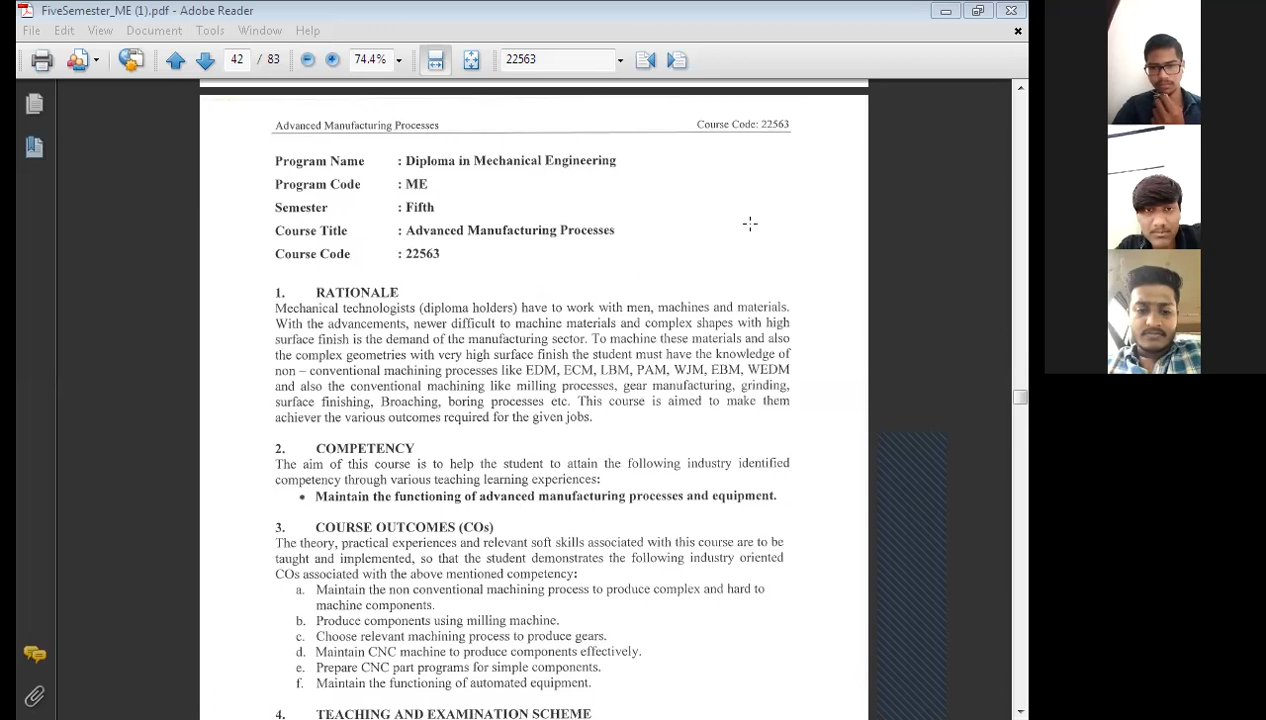 FiveSemester_ME (1).pdf - Adobe Reader
File Edit View Document Tools Window Help
42 / 83 74.4% 22563
Advanced Manufacturing Processes Course Code: 22563
Program Name : Diploma in Mechanical Engineering
Program Code : ME
Semester : Fifth
Course Title : Advanced Manufacturing Processes
Course Code : 22563
1. RATIONALE
Mechanical technologists (diploma holders) have to work with men, machines and materials.
With the advancements, newer difficult to machine materials and complex shapes with high
surface finish is the demand of the manufacturing sector. To machine these materials and also
the complex geometries with very high surface finish the student must have the knowledge of
non – conventional machining processes like EDM, ECM, LBM, PAM, WJM, EBM, WEDM
and also the conventional machining like milling processes, gear manufacturing, grinding,
surface finishing, Broaching, boring processes etc. This course is aimed to make them
achiever the various outcomes required for the given jobs.
2. COMPETENCY
The aim of this course is to help the student to attain the following industry identified
competency through various teaching learning experiences:
• Maintain the functioning of advanced manufacturing processes and equipment.
3. COURSE OUTCOMES (COs)
The theory, practical experiences and relevant soft skills associated with this course are to be
taught and implemented, so that the student demonstrates the following industry oriented
COs associated with the above mentioned competency:
a. Maintain the non conventional machining process to produce complex and hard to
machine components.
b. Produce components using milling machine.
c. Choose relevant machining process to produce gears.
d. Maintain CNC machine to produce components effectively.
e. Prepare CNC part programs for simple components.
f. Maintain the functioning of automated equipment.
4. TEACHING AND EXAMINATION SCHEME